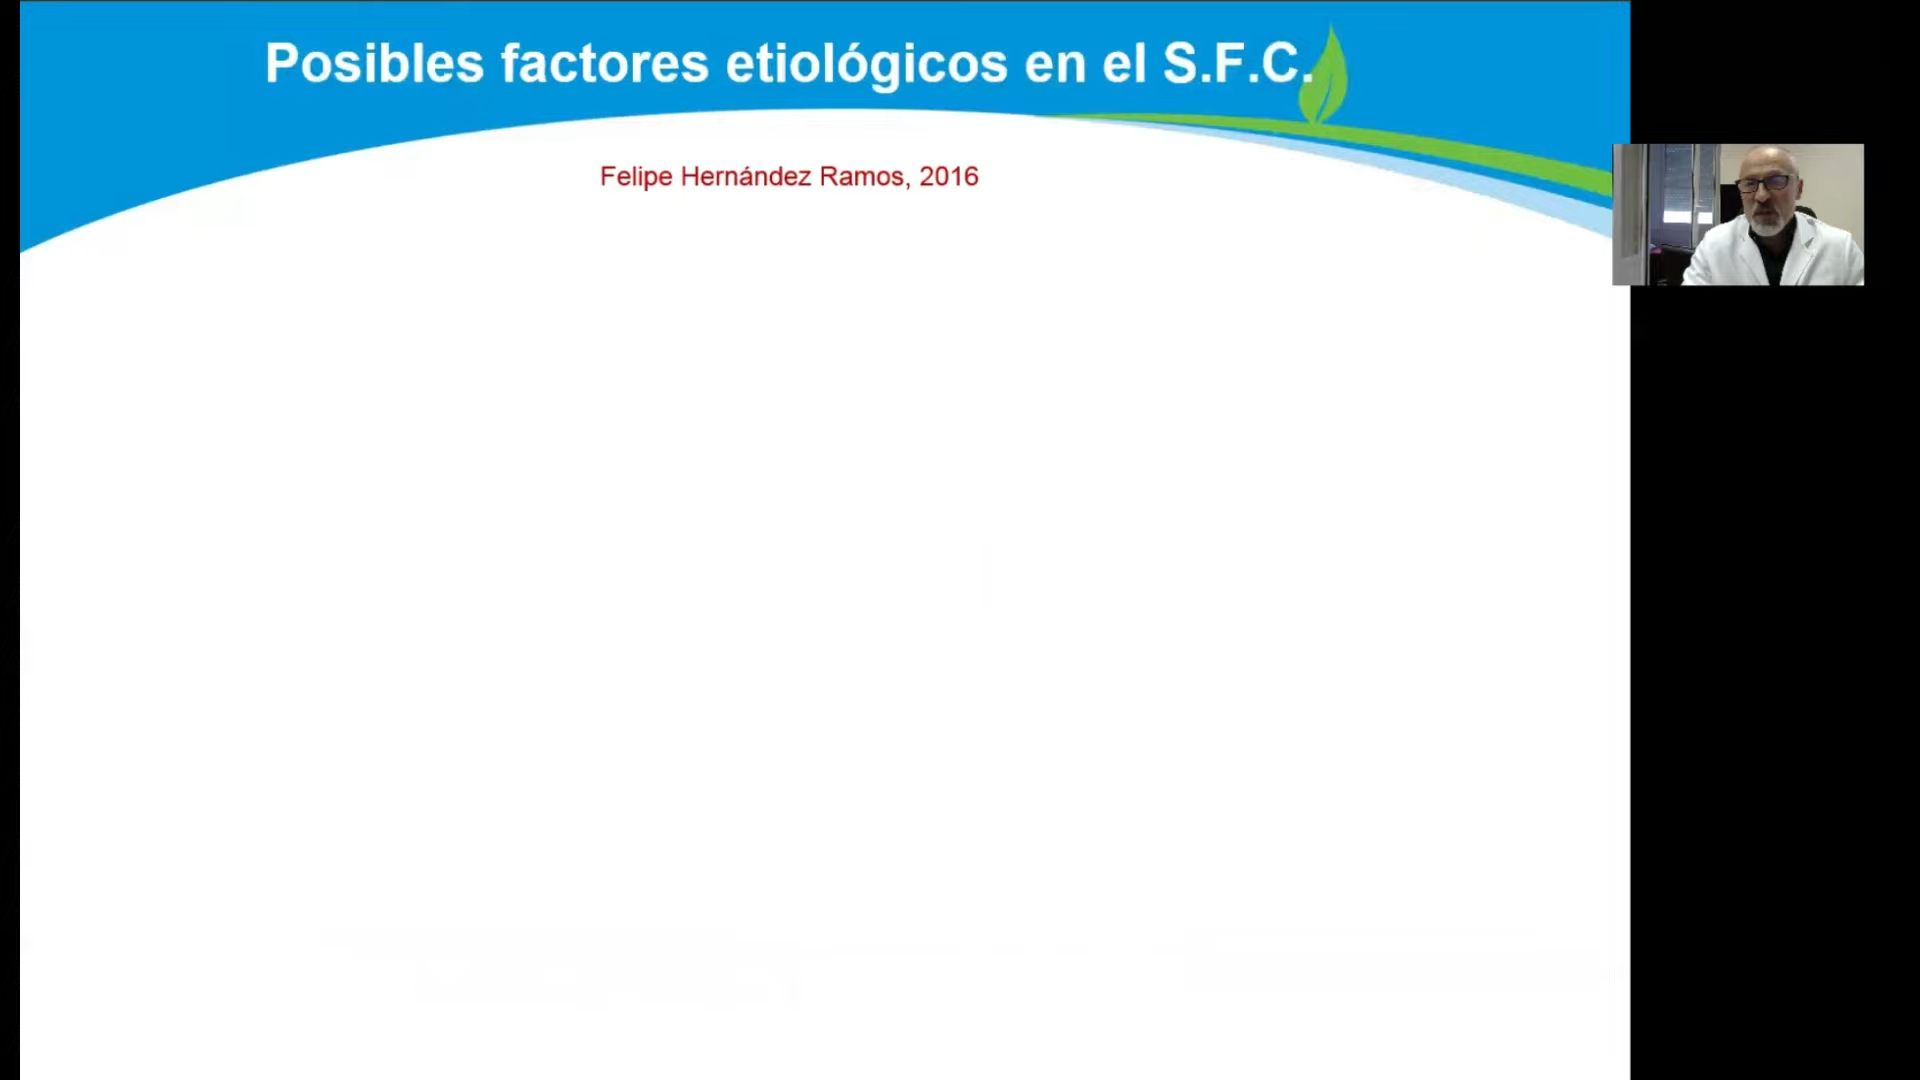 Posibles factores etiológicos en el S.F.C.
Felipe Hernández Ramos, 2016